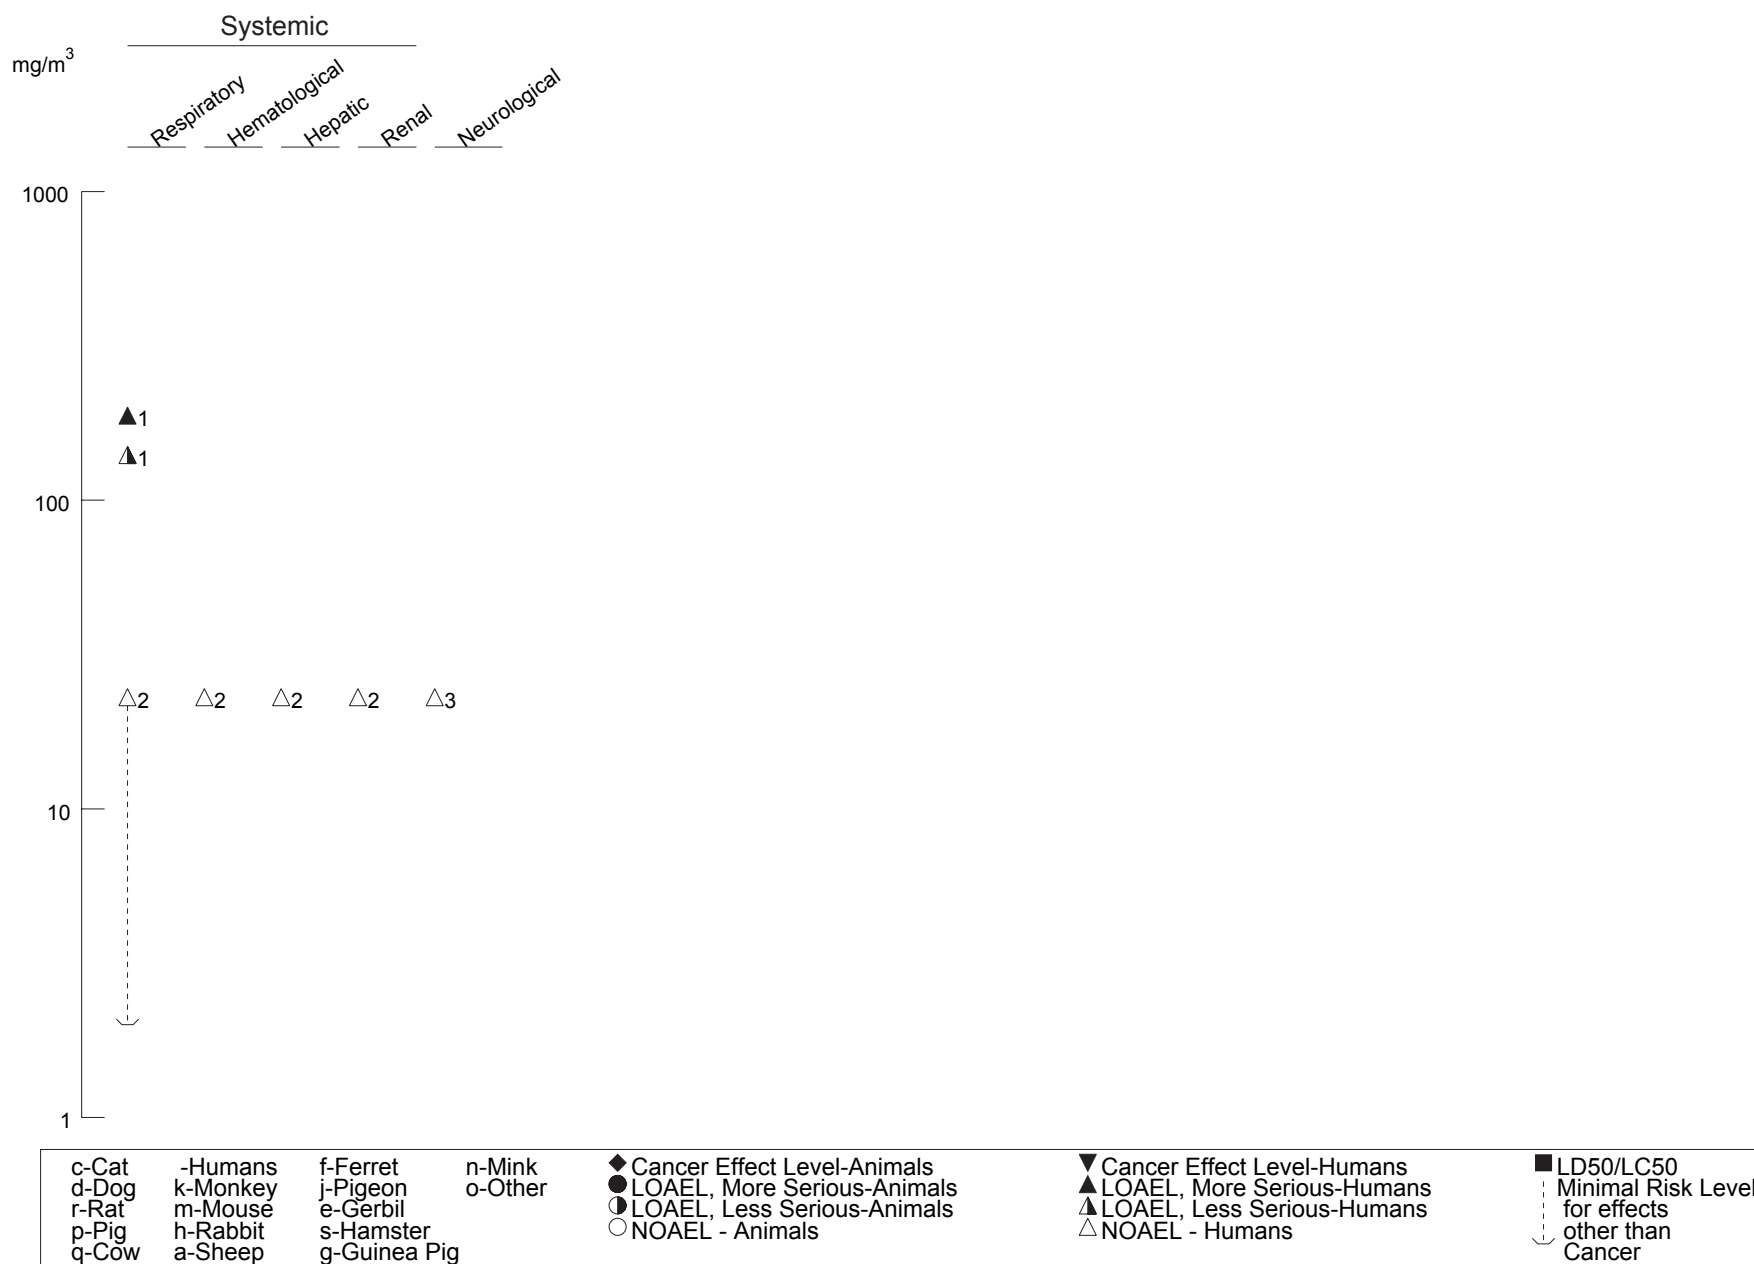 Systemic
mg/m3
Respiratory
Hematological
Hepatic
Renal
Neurological
1000
1
1
100
2
2
2
2
3
10
1
c-Cat -Humans f-Ferret n-Mink Cancer Effect Level-Animals Cancer Effect Level-Humans LD50/LC50
d-Dog k-Monkey j-Pigeon o-Other LOAEL, More Serious-Animals LOAEL, More Serious-Humans Minimal Risk Level
r-Rat m-Mouse e-Gerbil LOAEL, Less Serious-Animals LOAEL, Less Serious-Humans for effects
p-Pig h-Rabbit s-Hamster NOAEL - Animals NOAEL - Humans other than
q-Cow a-Sheep g-Guinea Pig Cancer